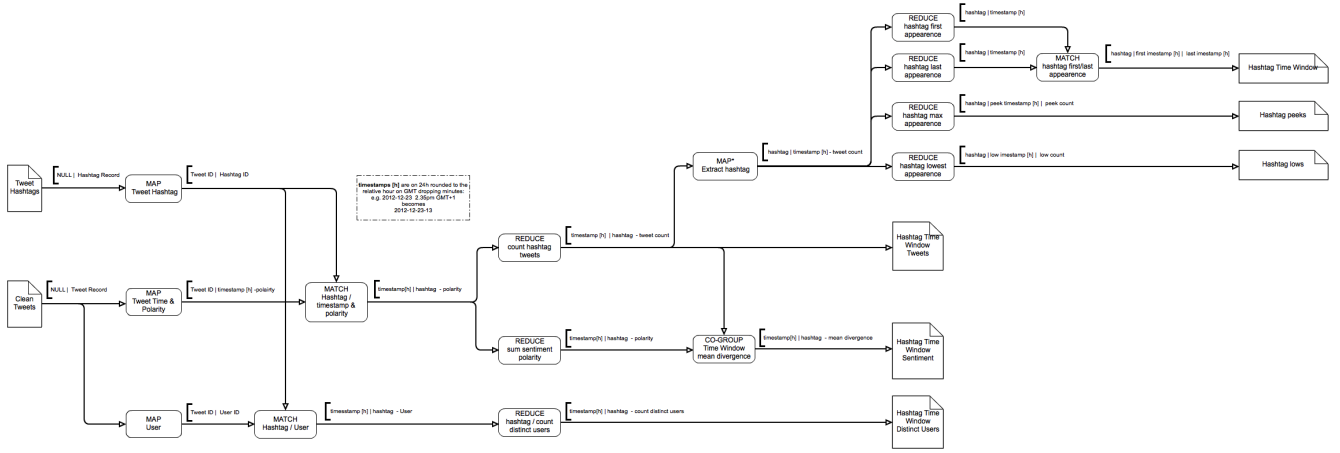 REDUCE
hashtag first
appearence
hashtag | timestamp [h]
REDUCE
hashtag last
appearence
hashtag | timestamp [h]
MATCH
hashtag first/last
appearence
hashtag | first imestamp [h] | last imestamp [h]
Hashtag Time Window
REDUCE
hashtag max
appearence
hashtag | peek timestamp [h] | peek count
Hashtag peeks
MAP*
Extract hashtag
hashtag | timestamp [h] - tweet count
REDUCE
hashtag lowest
appearence
hashtag | low imestamp [h] | low count
Hashtag lows
Tweet
Hashtags
NULL | Hashtag Record
MAP
Tweet Hashtag
Tweet ID | Hashtag ID
timestamps [h] are on 24h rounded to the
relative hour on GMT dropping minutes:
e.g. 2012-12-23 2.35pm GMT+1
becomes
2012-12-23-13
REDUCE
count hashtag
tweets
timestamp [h] | hashtag - tweet count
Hashtag Time
Window
Tweets
Clean
Tweets
NULL | Tweet Record
MAP
Tweet Time &
Polarity
Tweet ID | timestamp [h] -polairty
MATCH
Hashtag /
timestamp &
polarity
timestamp[h] | hashtag - polarity
REDUCE
sum sentiment
polarity
timestamp[h] | hashtag - polarity
CO-GROUP
Time Window
mean divergence
timestamp[h] | hashtag - mean divergence
Hashtag Time
Window
Sentiment
MAP
User
Tweet ID | User ID
MATCH
Hashtag / User
timesstamp [h] | hashtag - User
REDUCE
hashtag / count
distinct users
timestamp[h] | hashtag - count distinct users
Hashtag Time
Window
Distinct Users